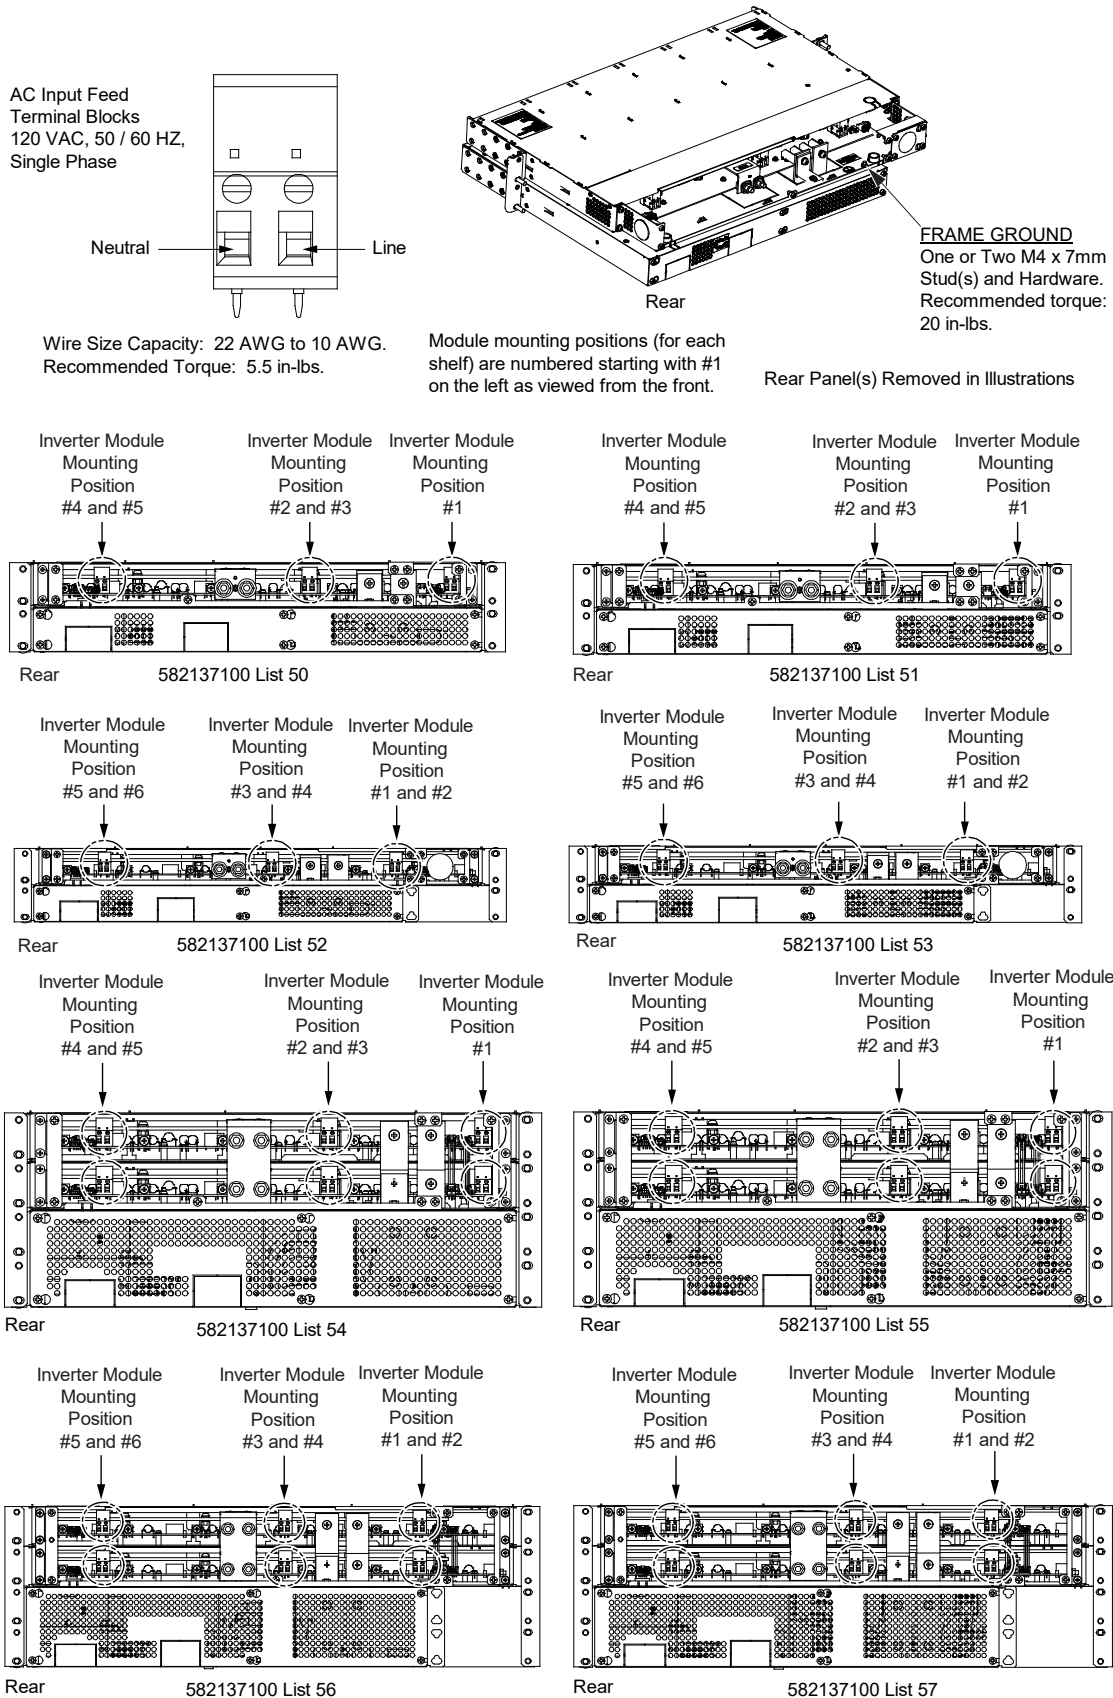 AC Input Feed
Terminal Blocks
120 VAC, 50 / 60 HZ,
Single Phase
Neutral
Line
Wire Size Capacity: 22 AWG to 10 AWG.
Recommended Torque: 5.5 in-lbs.
Rear
FRAME GROUND
One or Two M4 x 7mm
Stud(s) and Hardware.
Recommended torque:
20 in-lbs.
Module mounting positions (for each
shelf) are numbered starting with #1
on the left as viewed from the front.
Rear Panel(s) Removed in Illustrations
Inverter Module
Mounting
Position
#4 and #5
Inverter Module
Mounting
Position
#2 and #3
Inverter Module
Mounting
Position
#1
Rear
582137100 List 50
Inverter Module
Mounting
Position
#4 and #5
Inverter Module
Mounting
Position
#2 and #3
Inverter Module
Mounting
Position
#1
Rear
582137100 List 51
Inverter Module
Mounting
Position
#5 and #6
Inverter Module
Mounting
Position
#3 and #4
Inverter Module
Mounting
Position
#1 and #2
Rear
582137100 List 52
Inverter Module
Mounting
Position
#5 and #6
Inverter Module
Mounting
Position
#3 and #4
Inverter Module
Mounting
Position
#1 and #2
Rear
582137100 List 53
Inverter Module
Mounting
Position
#4 and #5
Inverter Module
Mounting
Position
#2 and #3
Inverter Module
Mounting
Position
#1
Rear
582137100 List 54
Inverter Module
Mounting
Position
#4 and #5
Inverter Module
Mounting
Position
#2 and #3
Inverter Module
Mounting
Position
#1
Rear
582137100 List 55
Inverter Module
Mounting
Position
#5 and #6
Inverter Module
Mounting
Position
#3 and #4
Inverter Module
Mounting
Position
#1 and #2
Rear
582137100 List 56
Inverter Module
Mounting
Position
#5 and #6
Inverter Module
Mounting
Position
#3 and #4
Inverter Module
Mounting
Position
#1 and #2
Rear
582137100 List 57